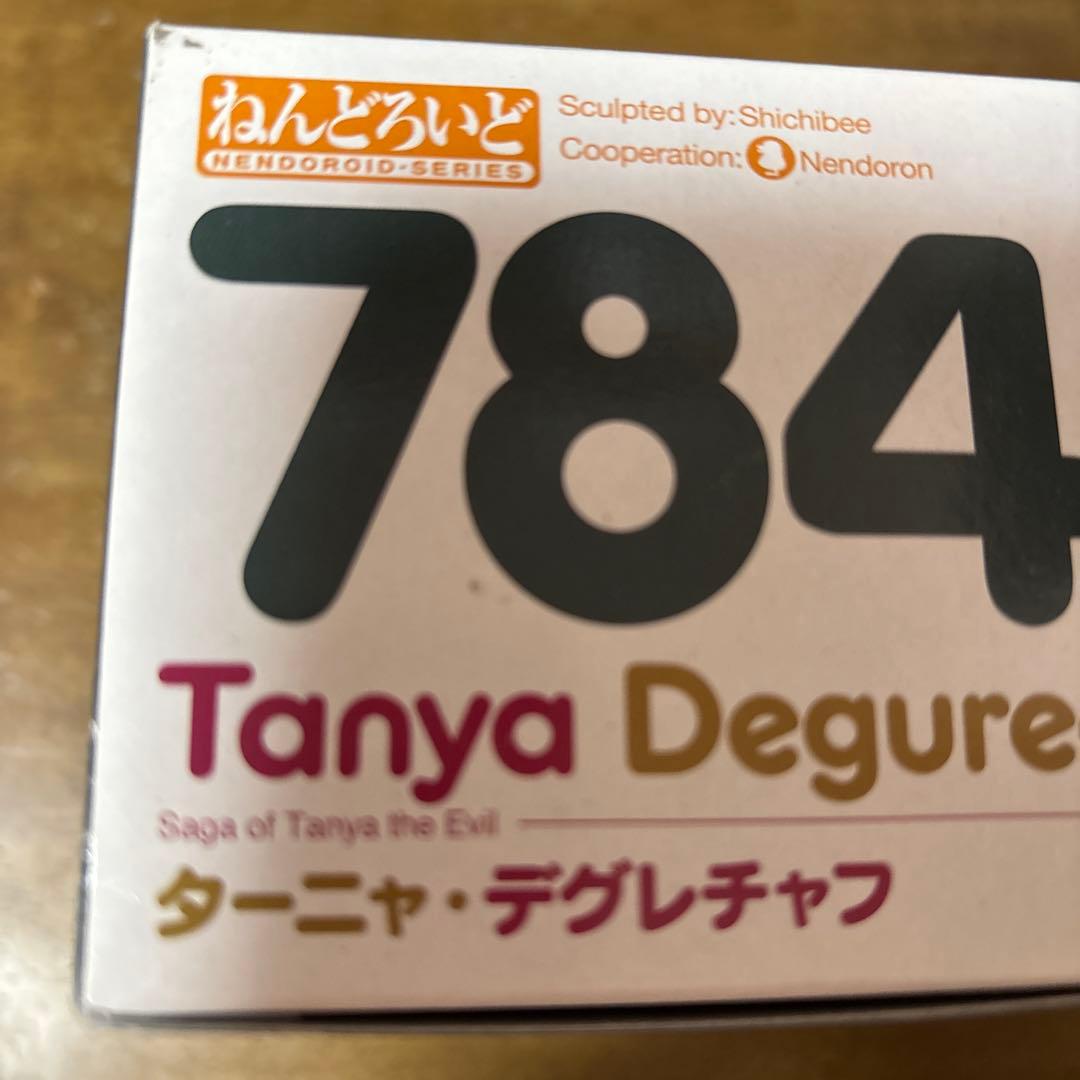 ねんどろいど
NENDOROID・SERIES
Sculpted by: Shichibee
Cooperation: Nendoron
784
Tanya Degure
Saga of Tanya the Evil
ターニャ・デグレチャフ